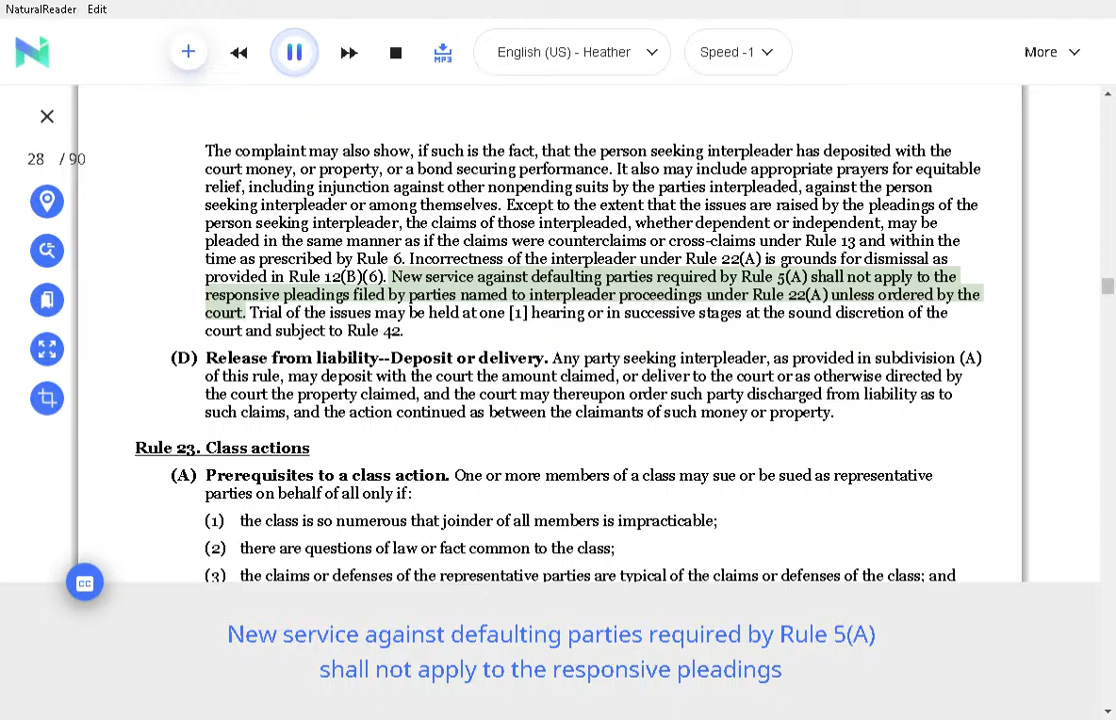 NaturalReader Edit
MP3
English (US) - Heather
Speed -1
More
28 / 90
The complaint may also show, if such is the fact, that the person seeking interpleader has deposited with the
court money, or property, or a bond securing performance. It also may include appropriate prayers for equitable
relief, including injunction against other nonpending suits by the parties interpleaded, against the person
seeking interpleader or among themselves. Except to the extent that the issues are raised by the pleadings of the
person seeking interpleader, the claims of those interpleaded, whether dependent or independent, may be
pleaded in the same manner as if the claims were counterclaims or cross-claims under Rule 13 and within the
time as prescribed by Rule 6. Incorrectness of the interpleader under Rule 22(A) is grounds for dismissal as
provided in Rule 12(B)(6). New service against defaulting parties required by Rule 5(A) shall not apply to the
responsive pleadings filed by parties named to interpleader proceedings under Rule 22(A) unless ordered by the
court. Trial of the issues may be held at one [1] hearing or in successive stages at the sound discretion of the
court and subject to Rule 42.
(D) Release from liability--Deposit or delivery. Any party seeking interpleader, as provided in subdivision (A)
of this rule, may deposit with the court the amount claimed, or deliver to the court or as otherwise directed by
the court the property claimed, and the court may thereupon order such party discharged from liability as to
such claims, and the action continued as between the claimants of such money or property.
Rule 23. Class actions
(A) Prerequisites to a class action. One or more members of a class may sue or be sued as representative
parties on behalf of all only if:
(1) the class is so numerous that joinder of all members is impracticable;
(2) there are questions of law or fact common to the class;
(3) the claims or defenses of the representative parties are typical of the claims or defenses of the class; and
CC
New service against defaulting parties required by Rule 5(A)
shall not apply to the responsive pleadings